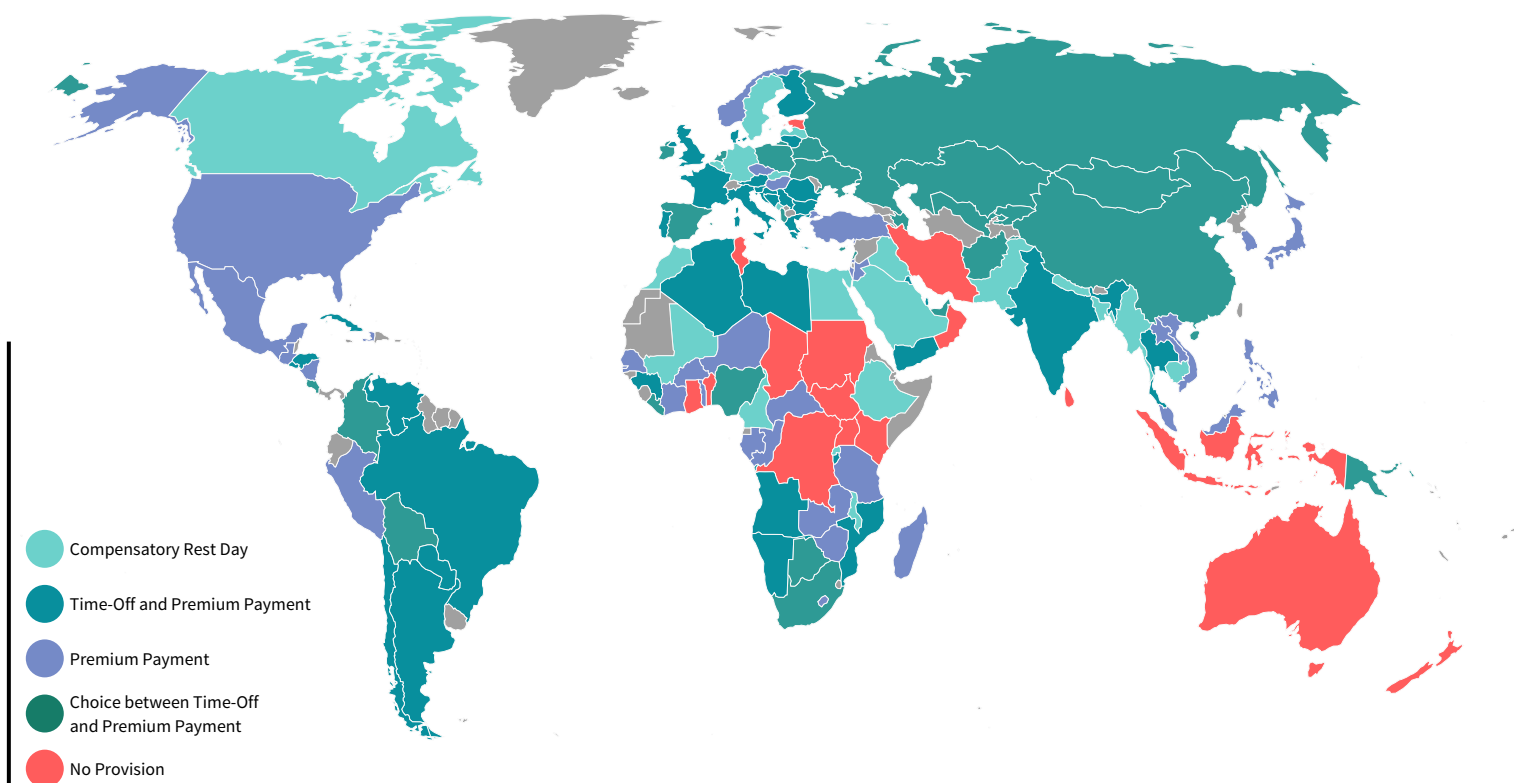 Compensatory Rest Day
Time-Off and Premium Payment
Premium Payment
Choice between Time-Off
and Premium Payment
No Provision